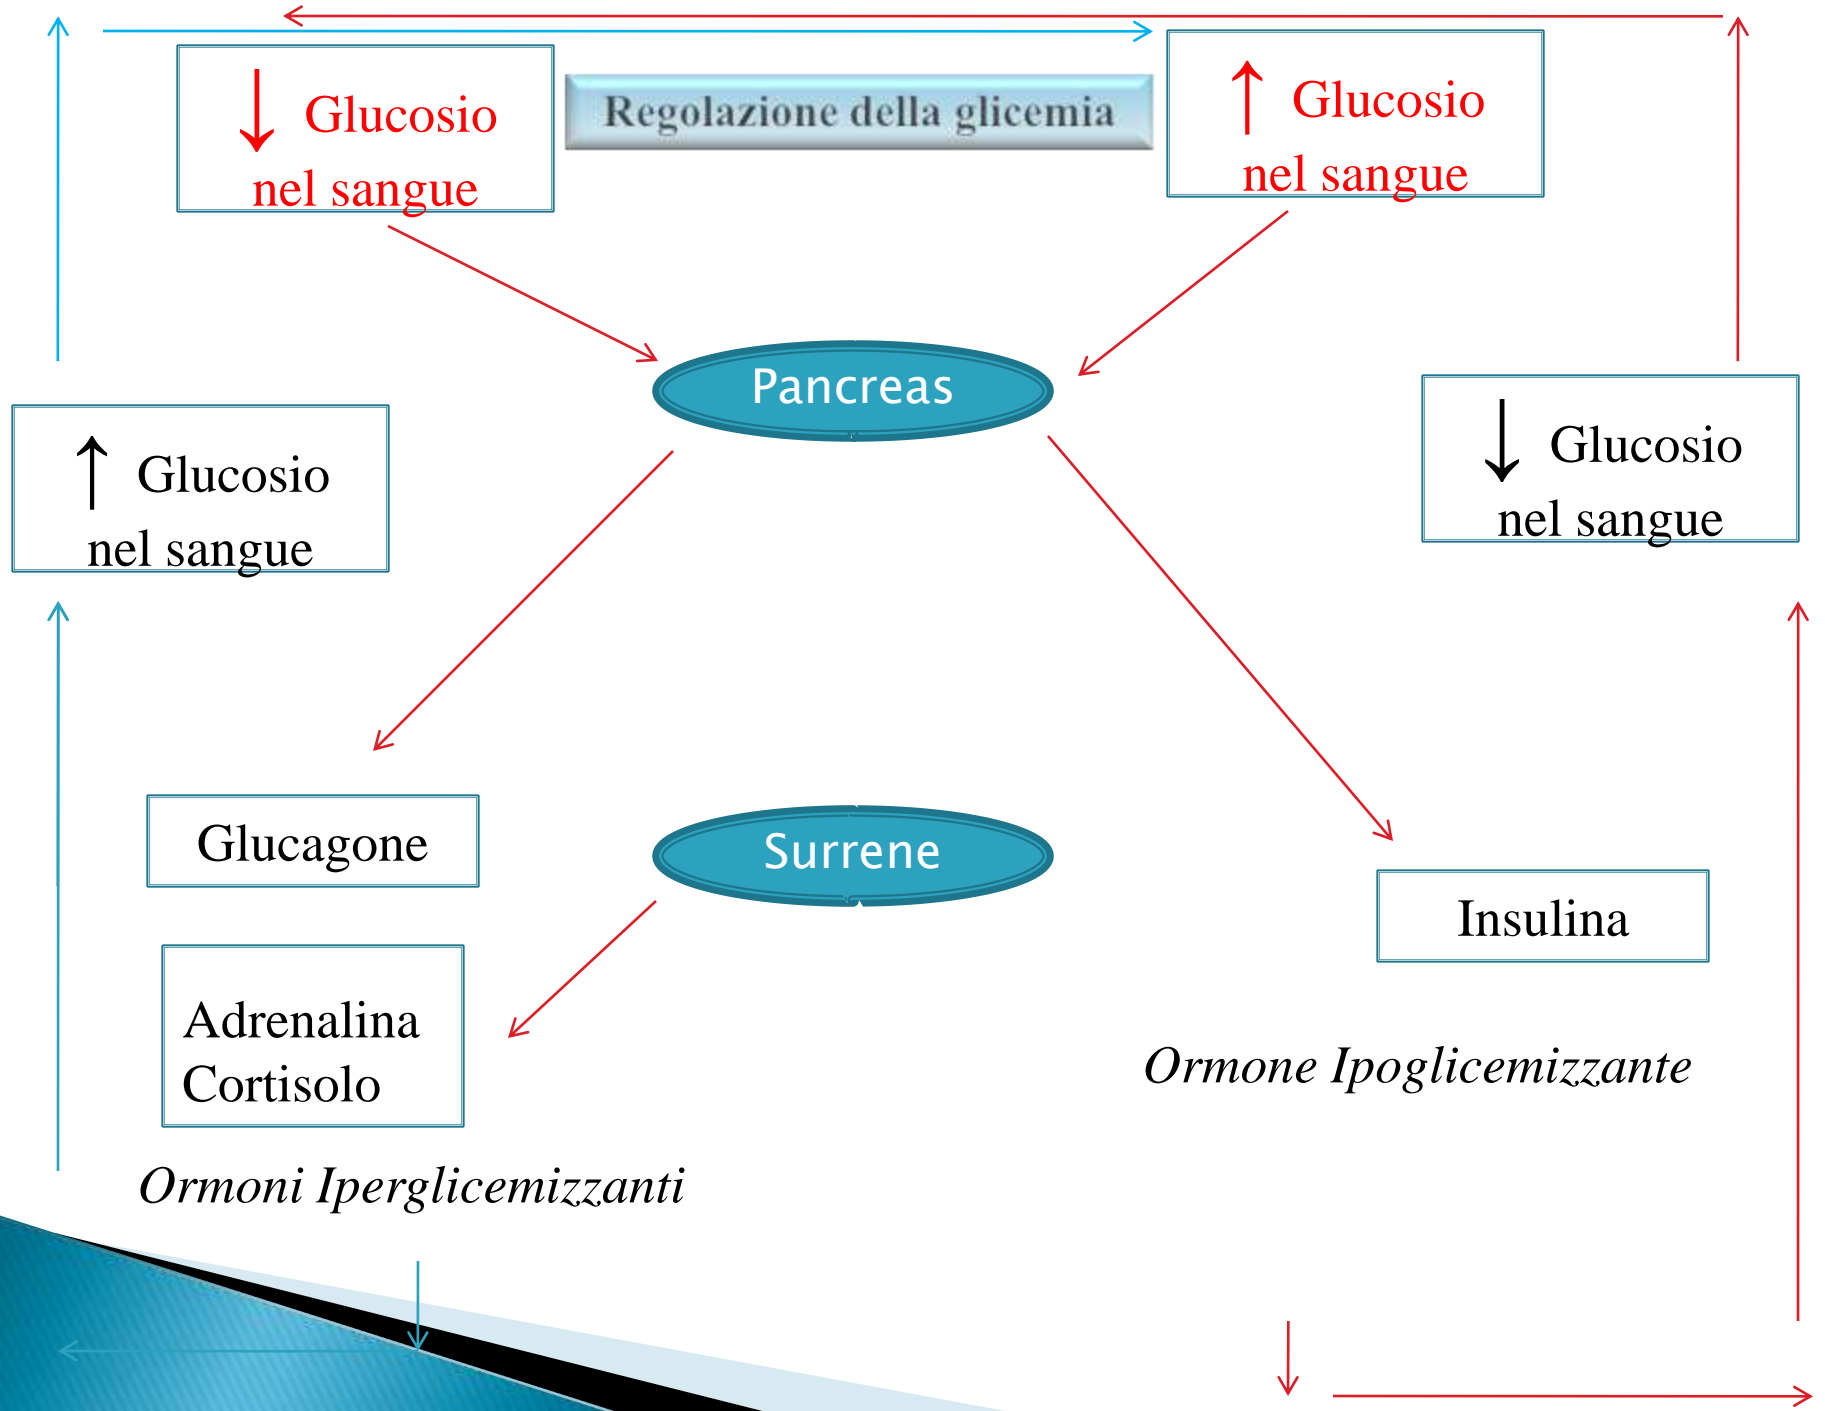 ↓ Glucosio
nel sangue
Regolazione della glicemia
↑ Glucosio
nel sangue
Pancreas
↑ Glucosio
nel sangue
↓ Glucosio
nel sangue
Glucagone
Surrene
Insulina
Adrenalina
Cortisolo
Ormone Ipoglicemizzante
Ormoni Iperglicemizzanti